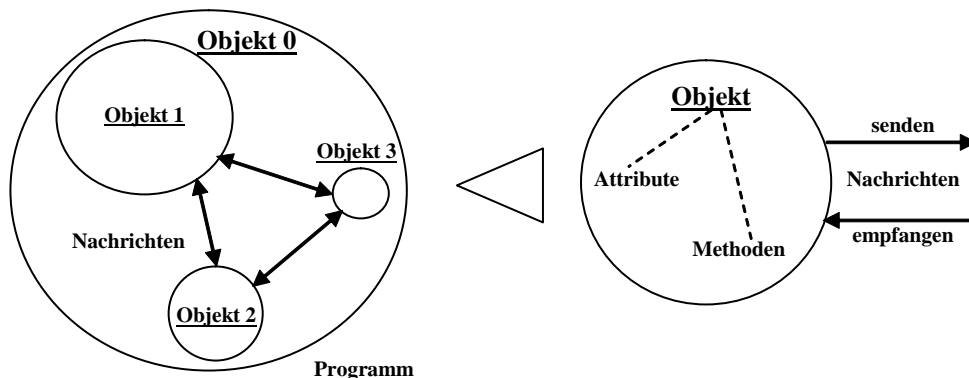 Objekt 0
Objekt 1
Objekt 3
Nachrichten
Objekt 2
Programm
Objekt
Attribute
Methoden
senden
Nachrichten
empfangen